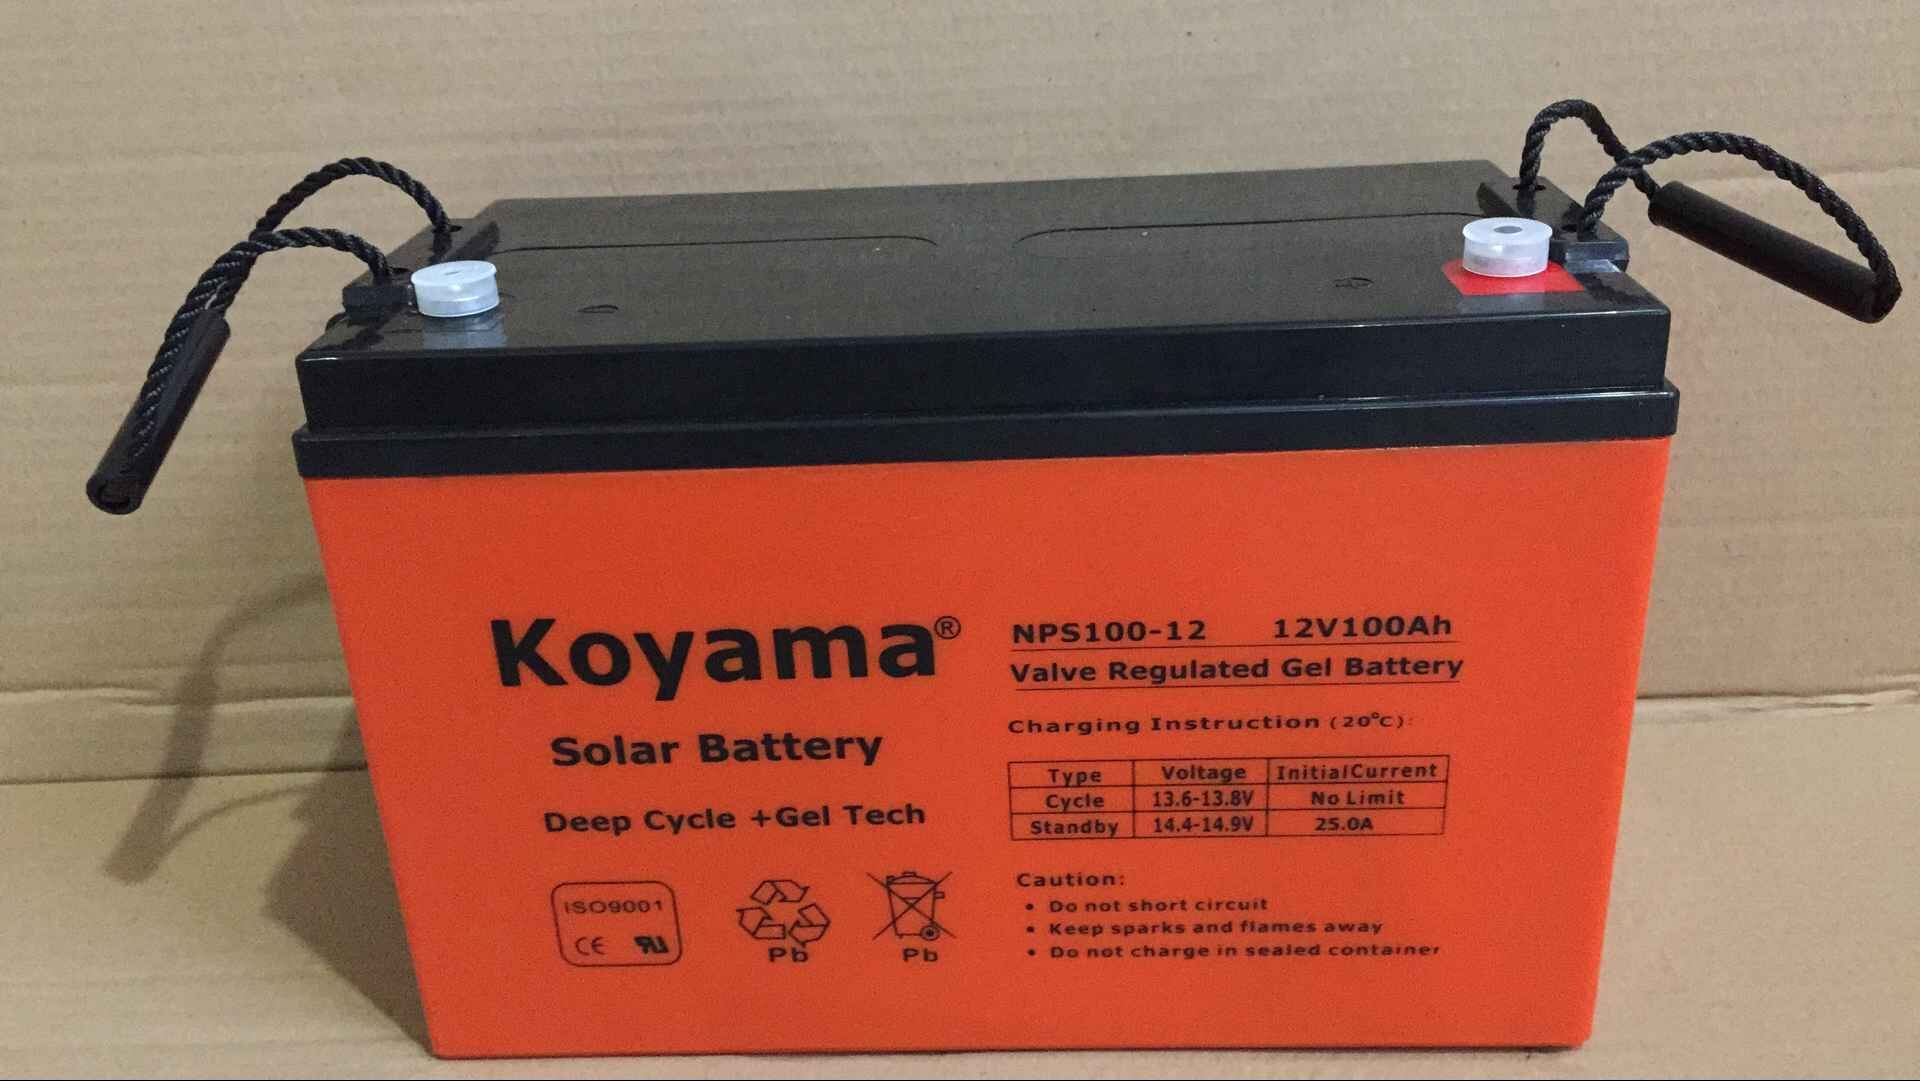 Koyama®
Solar Battery
Deep Cycle +Gel Tech
ISO9001
CE
Pb
Pb
NPS100-12 12V100Ah
Valve Regulated Gel Battery
Charging Instruction (20℃):
Type Voltage InitialCurrent
Cycle 13.6-13.8V No Limit
Standby 14.4-14.9V 25.0A
Caution:
• Do not short circuit
• Keep sparks and flames away
• Do not charge in sealed container